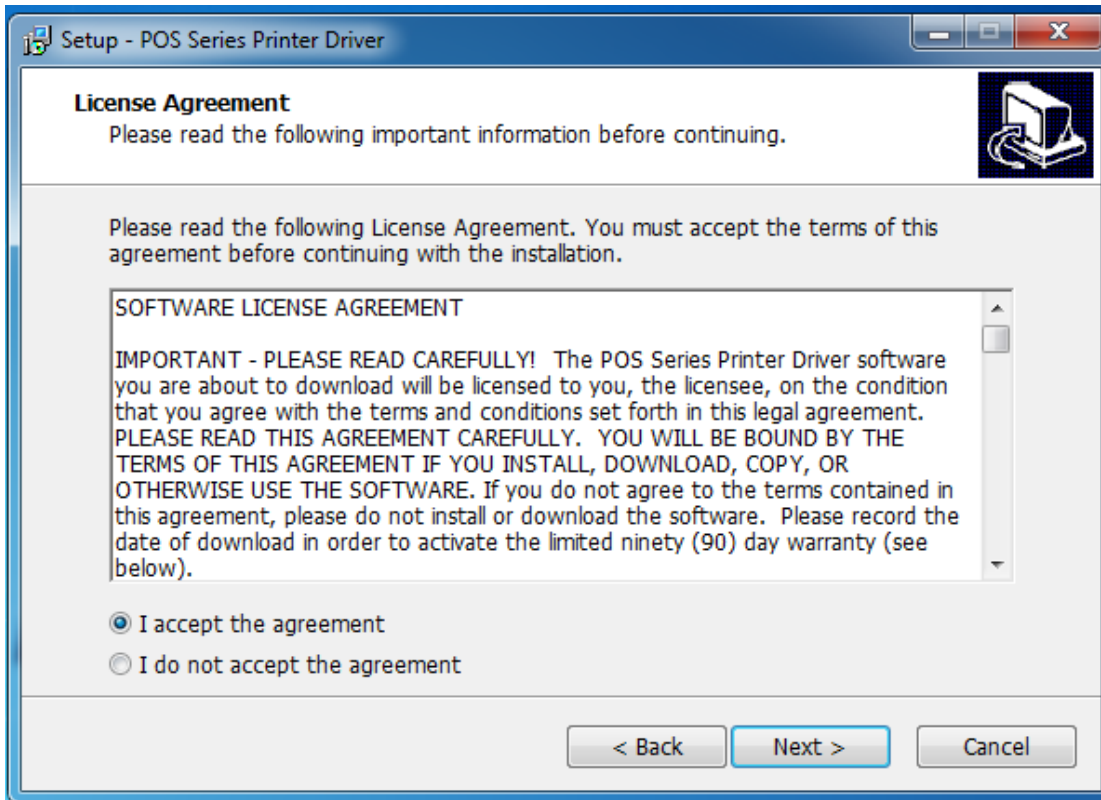 Setup - POS Series Printer Driver
License Agreement
Please read the following important information before continuing.
Please read the following License Agreement. You must accept the terms of this
agreement before continuing with the installation.
SOFTWARE LICENSE AGREEMENT
IMPORTANT - PLEASE READ CAREFULLY!  The POS Series Printer Driver software
you are about to download will be licensed to you, the licensee, on the condition
that you agree with the terms and conditions set forth in this legal agreement.
PLEASE READ THIS AGREEMENT CAREFULLY.  YOU WILL BE BOUND BY THE
TERMS OF THIS AGREEMENT IF YOU INSTALL, DOWNLOAD, COPY, OR
OTHERWISE USE THE SOFTWARE. If you do not agree to the terms contained in
this agreement, please do not install or download the software.  Please record the
date of download in order to activate the limited ninety (90) day warranty (see
below).
I accept the agreement
I do not accept the agreement
< Back Next > Cancel